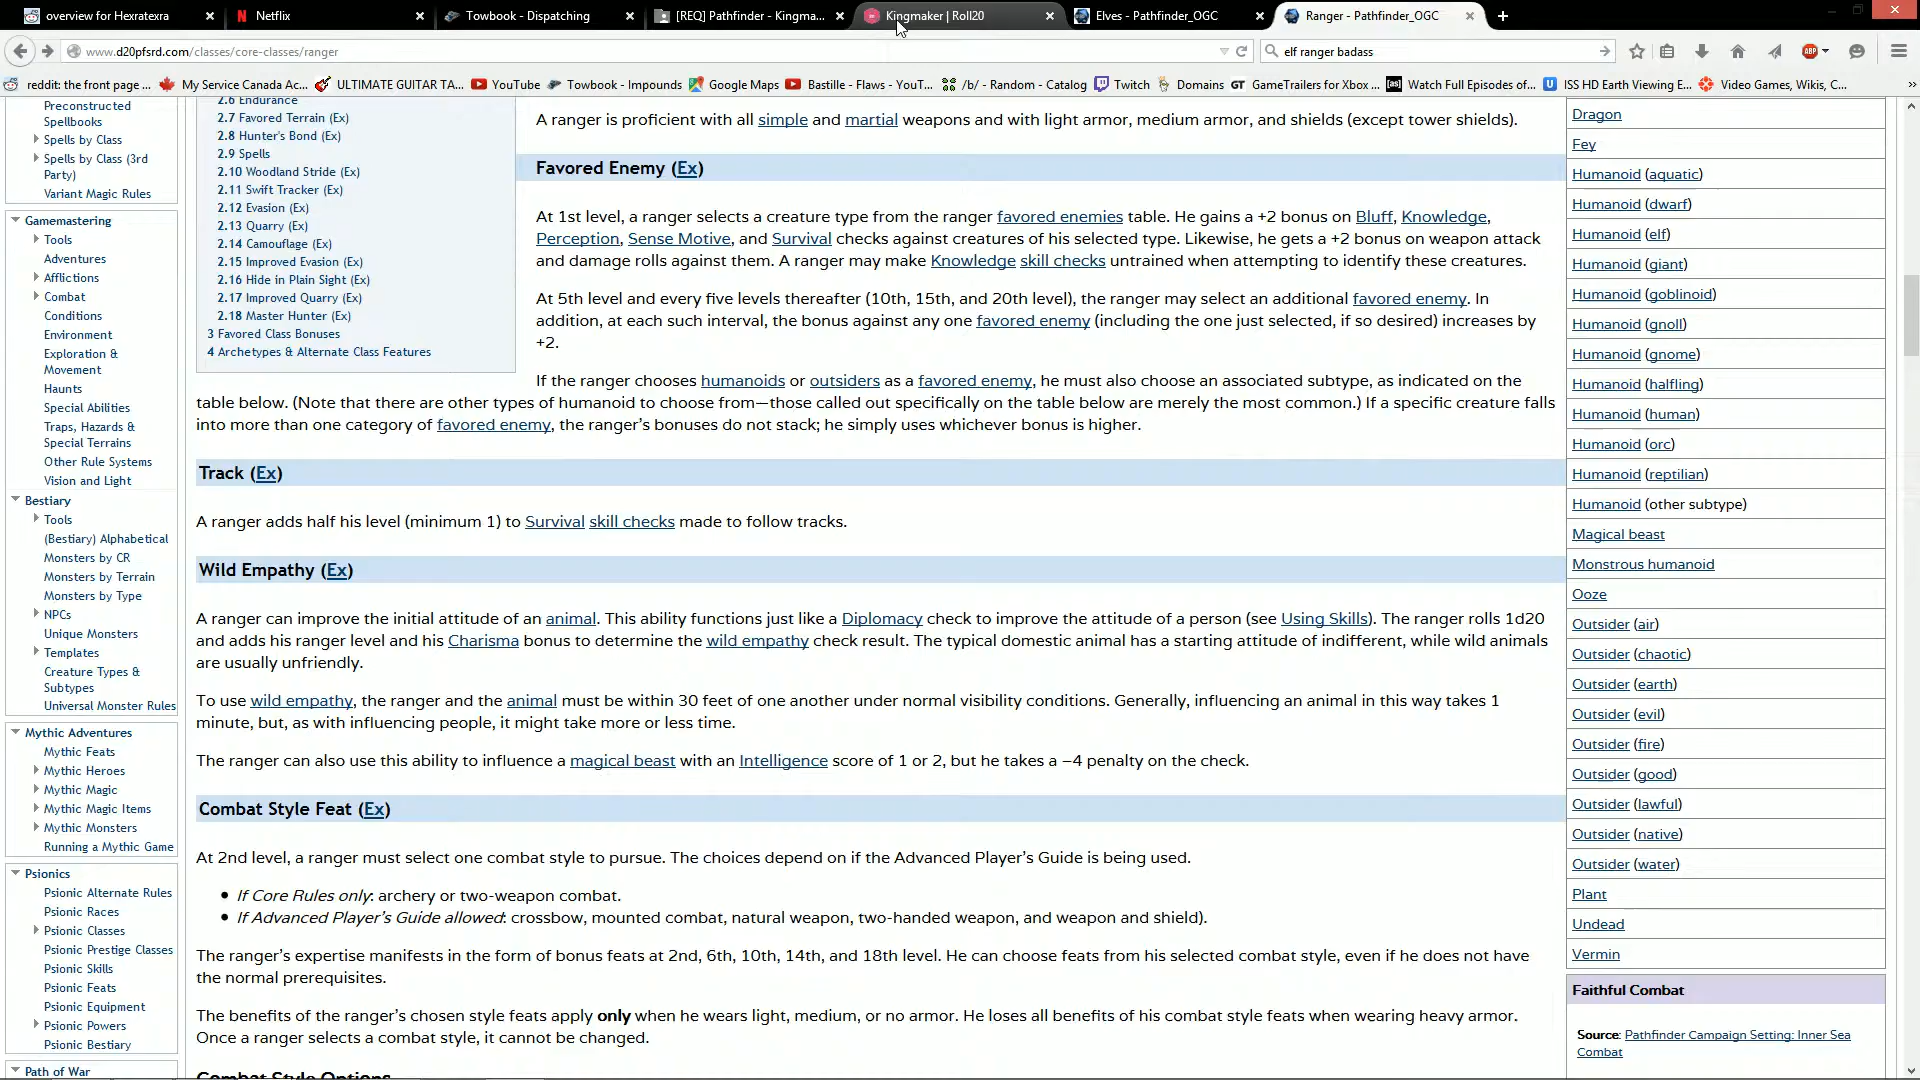 overview for Hexratexra
Netflix
Towbook - Dispatching
[REQ] Pathfinder - Kingma...
Kingmaker | Roll20
Elves - Pathfinder_OGC
Ranger - Pathfinder_OGC
www.d20pfsrd.com/classes/core-classes/ranger
elf ranger badass
ABP
reddit: the front page ...
My Service Canada Ac...
ULTIMATE GUITAR TA...
YouTube
Towbook - Impounds
Google Maps
Bastille - Flaws - YouT...
/b/ - Random - Catalog
Twitch
Domains
GT GameTrailers for Xbox ...
[as] Watch Full Episodes of...
U ISS HD Earth Viewing E...
Video Games, Wikis, C...
Preconstructed
Spellbooks
Spells by Class
Spells by Class (3rd
Party)
Variant Magic Rules
Gamemastering
Tools
Adventures
Afflictions
Combat
Conditions
Environment
Exploration &
Movement
Haunts
Special Abilities
Traps, Hazards &
Special Terrains
Other Rule Systems
Vision and Light
Bestiary
Tools
(Bestiary) Alphabetical
Monsters by CR
Monsters by Terrain
Monsters by Type
NPCs
Unique Monsters
Templates
Creature Types &
Subtypes
Universal Monster Rules
Mythic Adventures
Mythic Feats
Mythic Heroes
Mythic Magic
Mythic Magic Items
Mythic Monsters
Running a Mythic Game
Psionics
Psionic Alternate Rules
Psionic Races
Psionic Classes
Psionic Prestige Classes
Psionic Skills
Psionic Feats
Psionic Equipment
Psionic Powers
Psionic Bestiary
Path of War
2.6 Endurance
2.7 Favored Terrain (Ex)
2.8 Hunter's Bond (Ex)
2.9 Spells
2.10 Woodland Stride (Ex)
2.11 Swift Tracker (Ex)
2.12 Evasion (Ex)
2.13 Quarry (Ex)
2.14 Camouflage (Ex)
2.15 Improved Evasion (Ex)
2.16 Hide in Plain Sight (Ex)
2.17 Improved Quarry (Ex)
2.18 Master Hunter (Ex)
3 Favored Class Bonuses
4 Archetypes & Alternate Class Features
A ranger is proficient with all simple and martial weapons and with light armor, medium armor, and shields (except tower shields).
Favored Enemy (Ex)
At 1st level, a ranger selects a creature type from the ranger favored enemies table. He gains a +2 bonus on Bluff, Knowledge,
Perception, Sense Motive, and Survival checks against creatures of his selected type. Likewise, he gets a +2 bonus on weapon attack
and damage rolls against them. A ranger may make Knowledge skill checks untrained when attempting to identify these creatures.
At 5th level and every five levels thereafter (10th, 15th, and 20th level), the ranger may select an additional favored enemy. In
addition, at each such interval, the bonus against any one favored enemy (including the one just selected, if so desired) increases by
+2.
If the ranger chooses humanoids or outsiders as a favored enemy, he must also choose an associated subtype, as indicated on the
table below. (Note that there are other types of humanoid to choose from—those called out specifically on the table below are merely the most common.) If a specific creature falls
into more than one category of favored enemy, the ranger's bonuses do not stack; he simply uses whichever bonus is higher.
Track (Ex)
A ranger adds half his level (minimum 1) to Survival skill checks made to follow tracks.
Wild Empathy (Ex)
A ranger can improve the initial attitude of an animal. This ability functions just like a Diplomacy check to improve the attitude of a person (see Using Skills). The ranger rolls 1d20
and adds his ranger level and his Charisma bonus to determine the wild empathy check result. The typical domestic animal has a starting attitude of indifferent, while wild animals
are usually unfriendly.
To use wild empathy, the ranger and the animal must be within 30 feet of one another under normal visibility conditions. Generally, influencing an animal in this way takes 1
minute, but, as with influencing people, it might take more or less time.
The ranger can also use this ability to influence a magical beast with an Intelligence score of 1 or 2, but he takes a −4 penalty on the check.
Combat Style Feat (Ex)
At 2nd level, a ranger must select one combat style to pursue. The choices depend on if the Advanced Player's Guide is being used.
• If Core Rules only: archery or two-weapon combat.
• If Advanced Player's Guide allowed: crossbow, mounted combat, natural weapon, two-handed weapon, and weapon and shield).
The ranger's expertise manifests in the form of bonus feats at 2nd, 6th, 10th, 14th, and 18th level. He can choose feats from his selected combat style, even if he does not have
the normal prerequisites.
The benefits of the ranger's chosen style feats apply only when he wears light, medium, or no armor. He loses all benefits of his combat style feats when wearing heavy armor.
Once a ranger selects a combat style, it cannot be changed.
Combat Style Options
Dragon
Fey
Humanoid (aquatic)
Humanoid (dwarf)
Humanoid (elf)
Humanoid (giant)
Humanoid (goblinoid)
Humanoid (gnoll)
Humanoid (gnome)
Humanoid (halfling)
Humanoid (human)
Humanoid (orc)
Humanoid (reptilian)
Humanoid (other subtype)
Magical beast
Monstrous humanoid
Ooze
Outsider (air)
Outsider (chaotic)
Outsider (earth)
Outsider (evil)
Outsider (fire)
Outsider (good)
Outsider (lawful)
Outsider (native)
Outsider (water)
Plant
Undead
Vermin
Faithful Combat
Source: Pathfinder Campaign Setting: Inner Sea
Combat